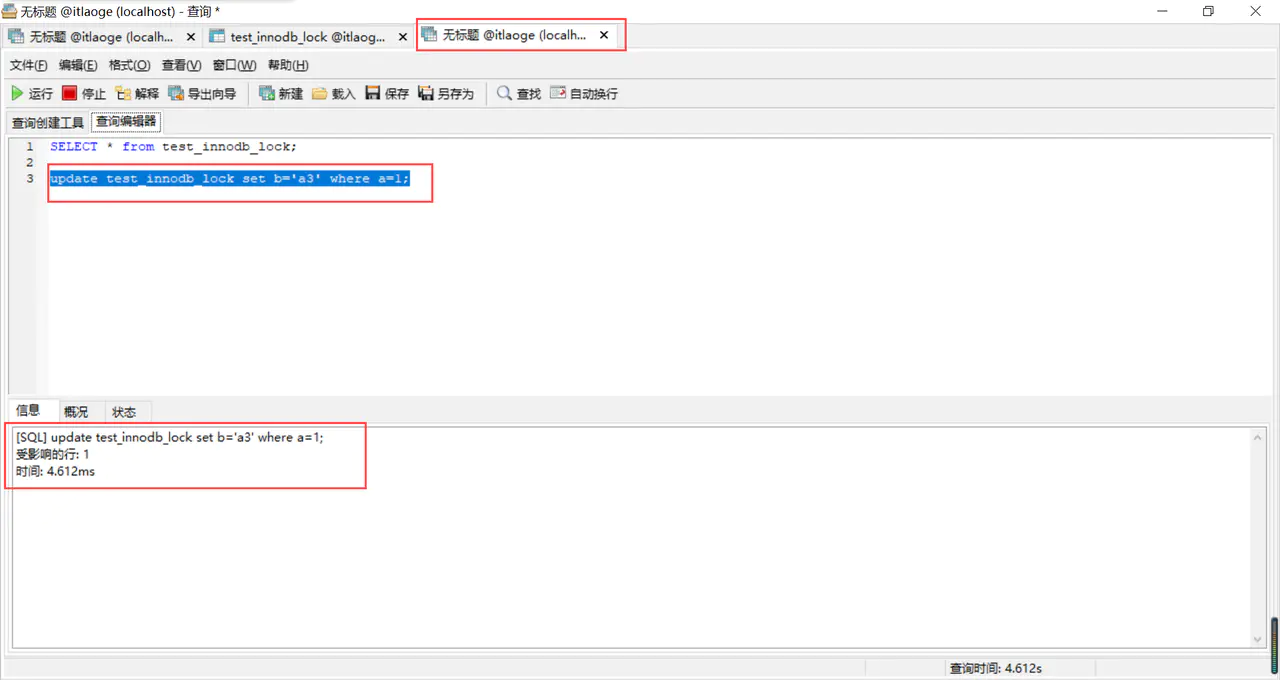 无标题 @itlaoge (localhost) - 查询 *
无标题 @itlaoge (localh... test_innodb_lock @itlaog... 无标题 @itlaoge (localh...
文件(F) 编辑(E) 格式(O) 查看(V) 窗口(W) 帮助(H)
运行 停止 解释 导出向导 新建 载入 保存 另存为 查找 自动换行
查询创建工具 查询编辑器
1 SELECT * from test_innodb_lock;
2
3 update test_innodb_lock set b='a3' where a=1;
信息 概况 状态
[SQL] update test_innodb_lock set b='a3' where a=1;
受影响的行: 1
时间: 4.612ms
查询时间: 4.612s